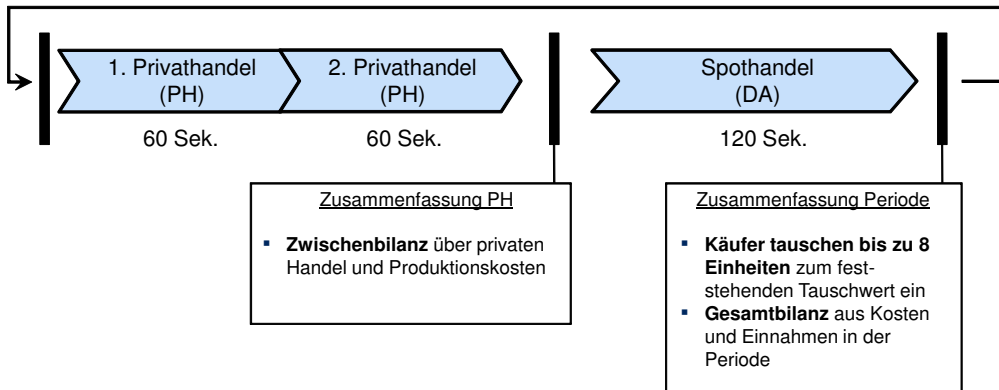 1. Privathandel
(PH)
2. Privathandel
(PH)
Spothandel
(DA)
60 Sek.
60 Sek.
120 Sek.
Zusammenfassung PH
▪ Zwischenbilanz über privaten
Handel und Produktionskosten
Zusammenfassung Periode
▪ Käufer tauschen bis zu 8
Einheiten zum fest-
stehenden Tauschwert ein
▪ Gesamtbilanz aus Kosten
und Einnahmen in der
Periode